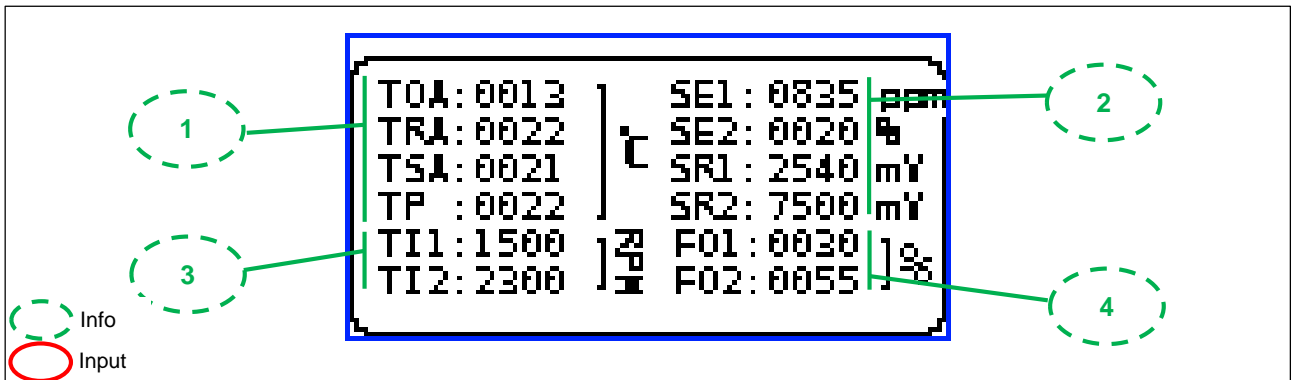 TOA:0013 SE1:0835 ppm
TRA:0022 °C SE2:0020 %
TSA:0021 SR1:2540 mV
TP :0022 SR2:7500 mV
TI1:1500 RPM FO1:0030 %
TI2:2300 FO2:0055
1
2
3
4
Info
Input